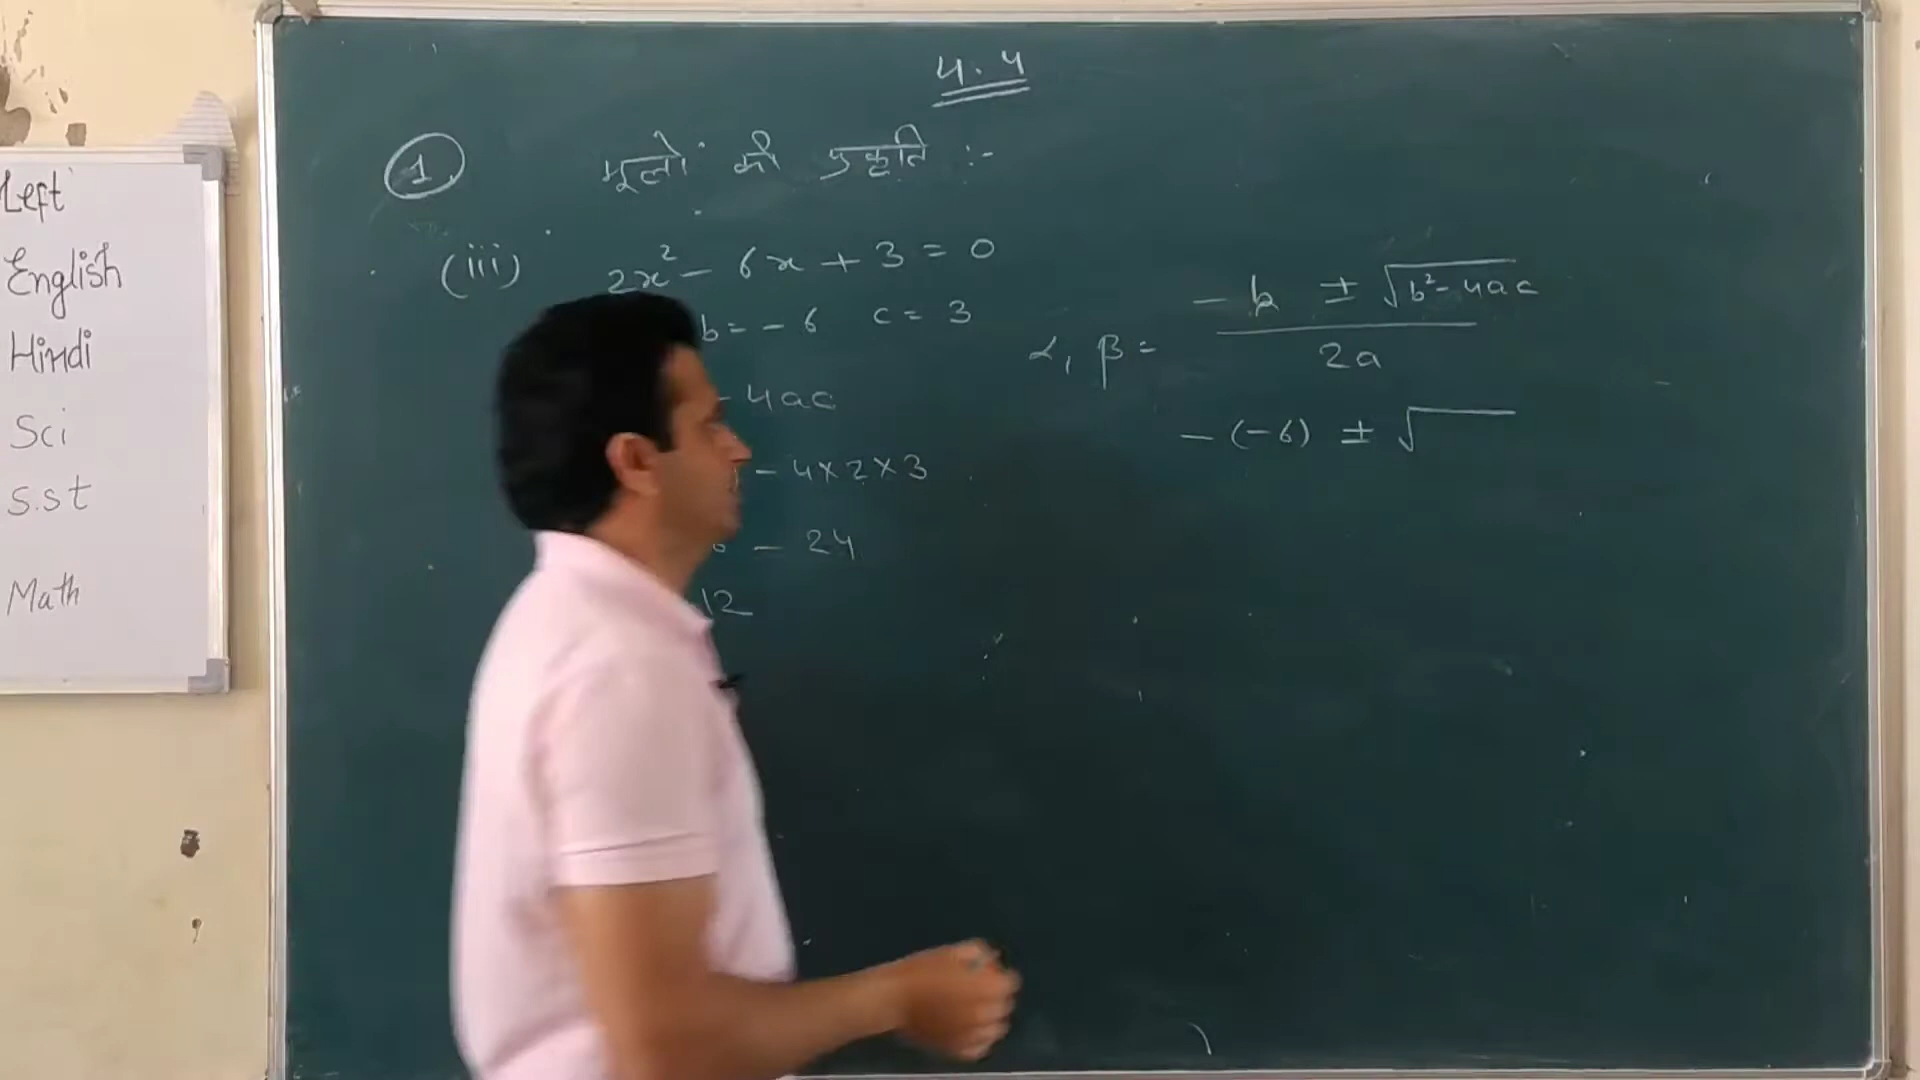 4.4
1 मूलों की प्रकृति :-
(iii) 2x² - 6x + 3 = 0
b = - 6 c = 3
- 4ac
- 4×2×3
- 24
12
α, β = - b ± √b²- 4ac
2a
- (-6) ± √
Left
English
Hindi
Sci
S.st
Math